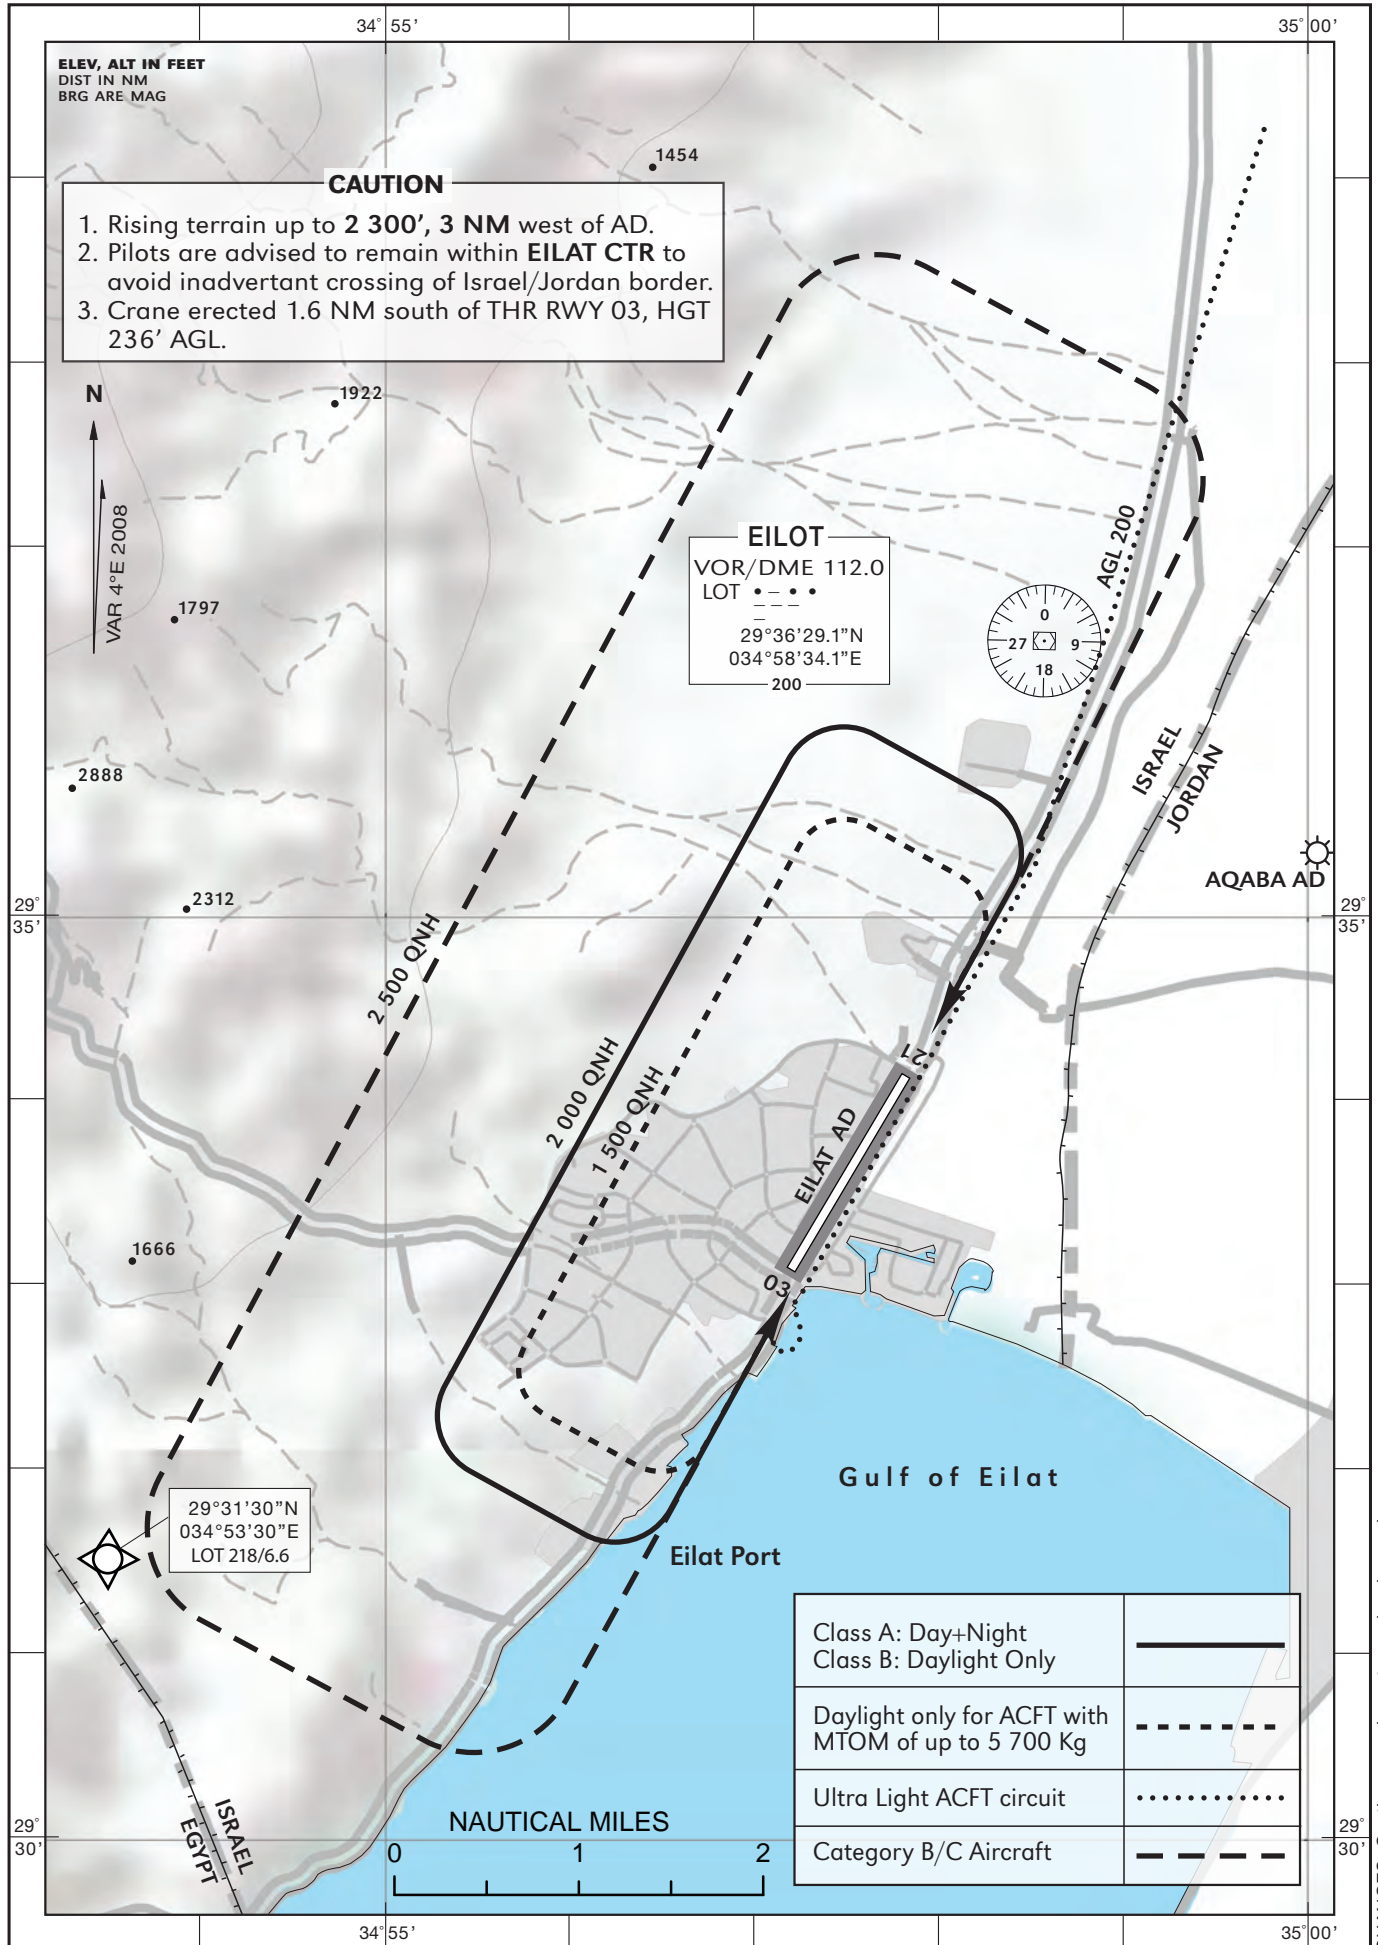 34°55’
35°00’
ELEV, ALT IN FEET
DIST IN NM
BRG ARE MAG
1454
CAUTION
1. Rising terrain up to 2 300’, 3 NM west of AD.
2. Pilots are advised to remain within EILAT CTR to
avoid inadvertant crossing of Israel/Jordan border.
3. Crane erected 1.6 NM south of THR RWY 03, HGT
236’ AGL.
1922
N
VAR 4°E 2008
1797
EILOT
VOR/DME 112.0
LOT
29°36’29.1”N
034°58’34.1”E
200
AGL 200
0
27
9
18
ISRAEL
JORDAN
2888
2312
AQABA AD
29°
35’
29°
35’
2 500 QNH
2 000 QNH
1 500 QNH
21
EILAT AD
03
1666
29°31’30”N
034°53’30”E
LOT 218/6.6
Gulf of Eilat
Eilat Port
Class A: Day+Night
Class B: Daylight Only
Daylight only for ACFT with
MTOM of up to 5 700 Kg
Ultra Light ACFT circuit
Category B/C Aircraft
ISRAEL
EGYPT
NAUTICAL MILES
0
1
2
29°
30’
29°
30’
34°55’
35°00’